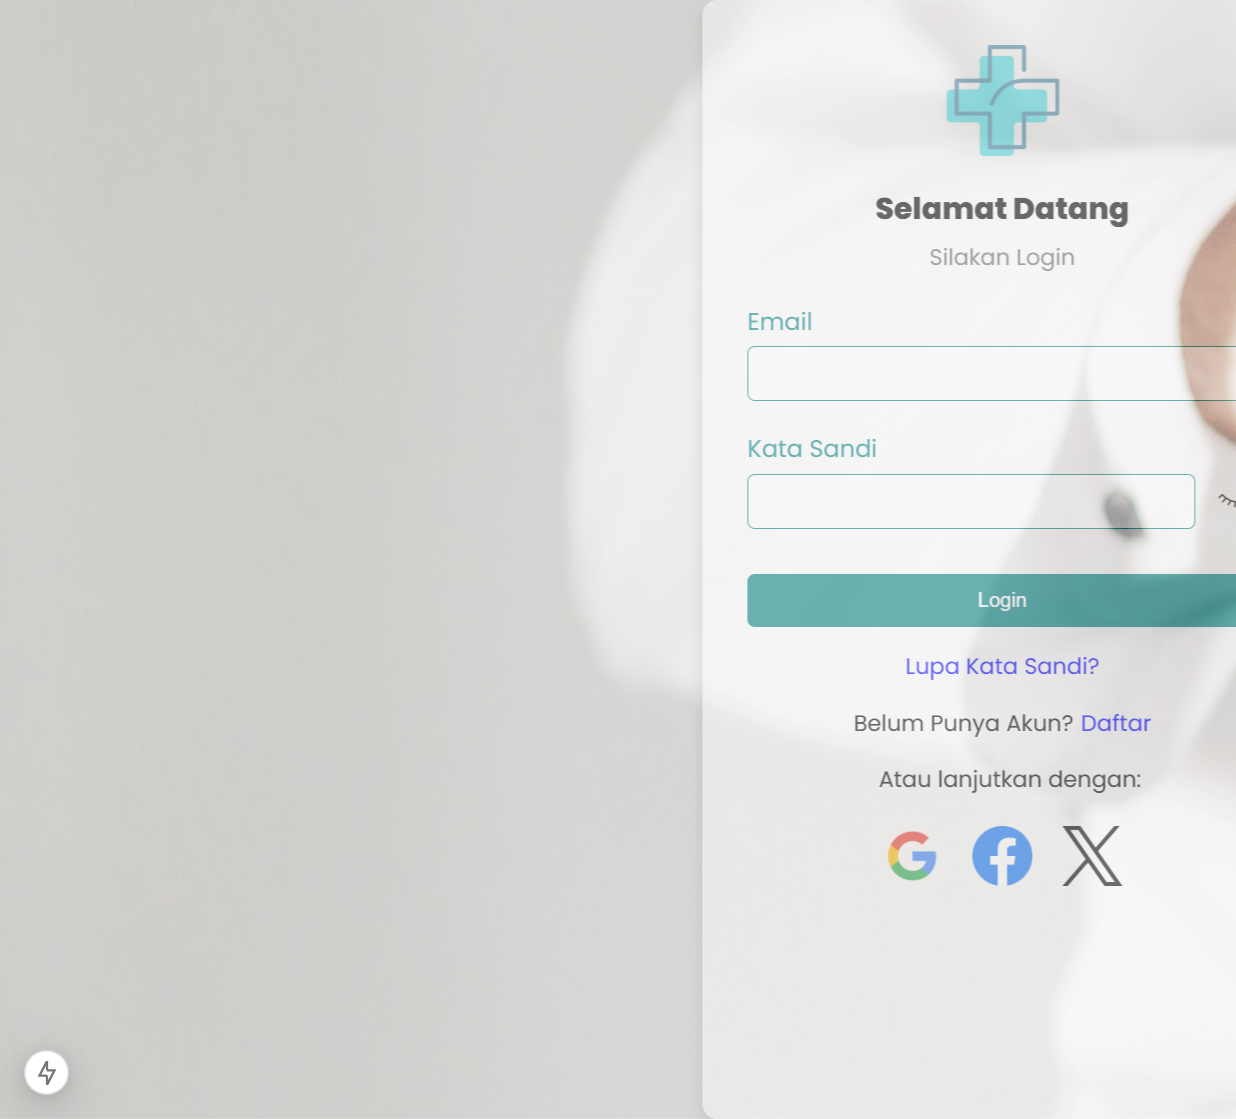 Selamat Datang
Silakan Login
Email
Kata Sandi
Login
Lupa Kata Sandi?
Belum Punya Akun? Daftar
Atau lanjutkan dengan: